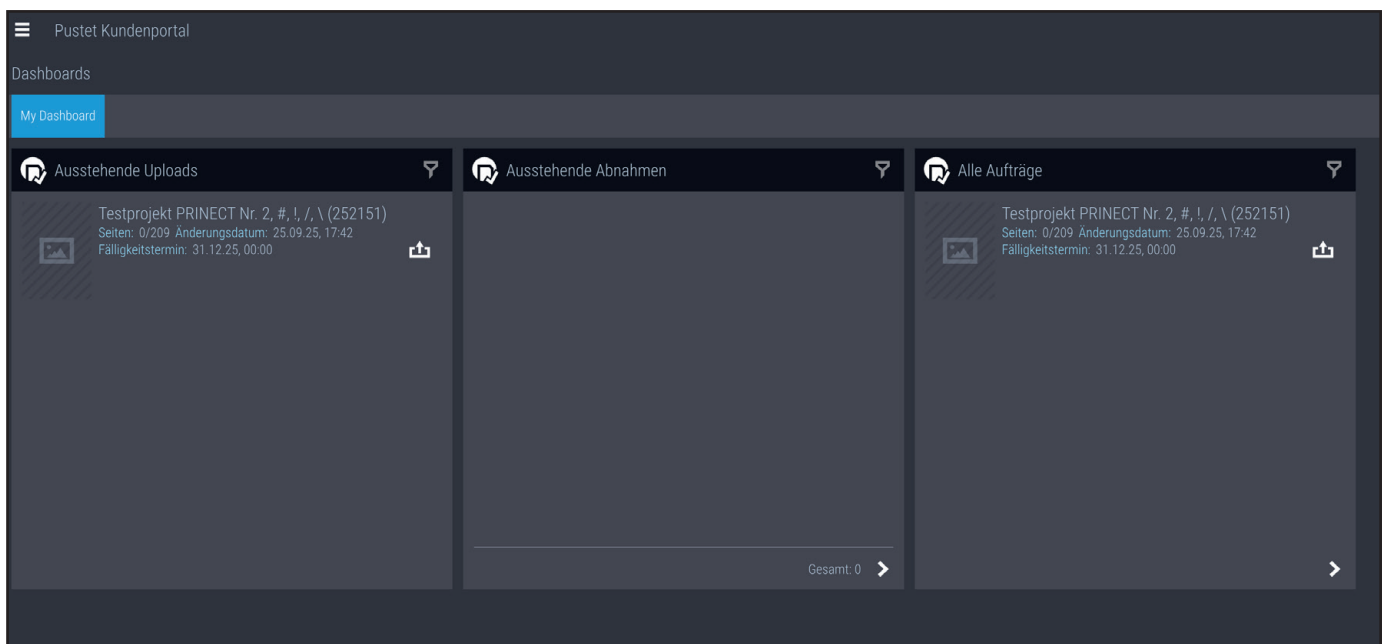 Pustet Kundenportal
Dashboards
My Dashboard
Ausstehende Uploads
Testprojekt PRINECT Nr. 2, #, !, /, \ (252151)
Seiten: 0/209 Änderungsdatum: 25.09.25, 17:42
Fälligkeitstermin: 31.12.25, 00:00
Ausstehende Abnahmen
Gesamt: 0
Alle Aufträge
Testprojekt PRINECT Nr. 2, #, !, /, \ (252151)
Seiten: 0/209 Änderungsdatum: 25.09.25, 17:42
Fälligkeitstermin: 31.12.25, 00:00